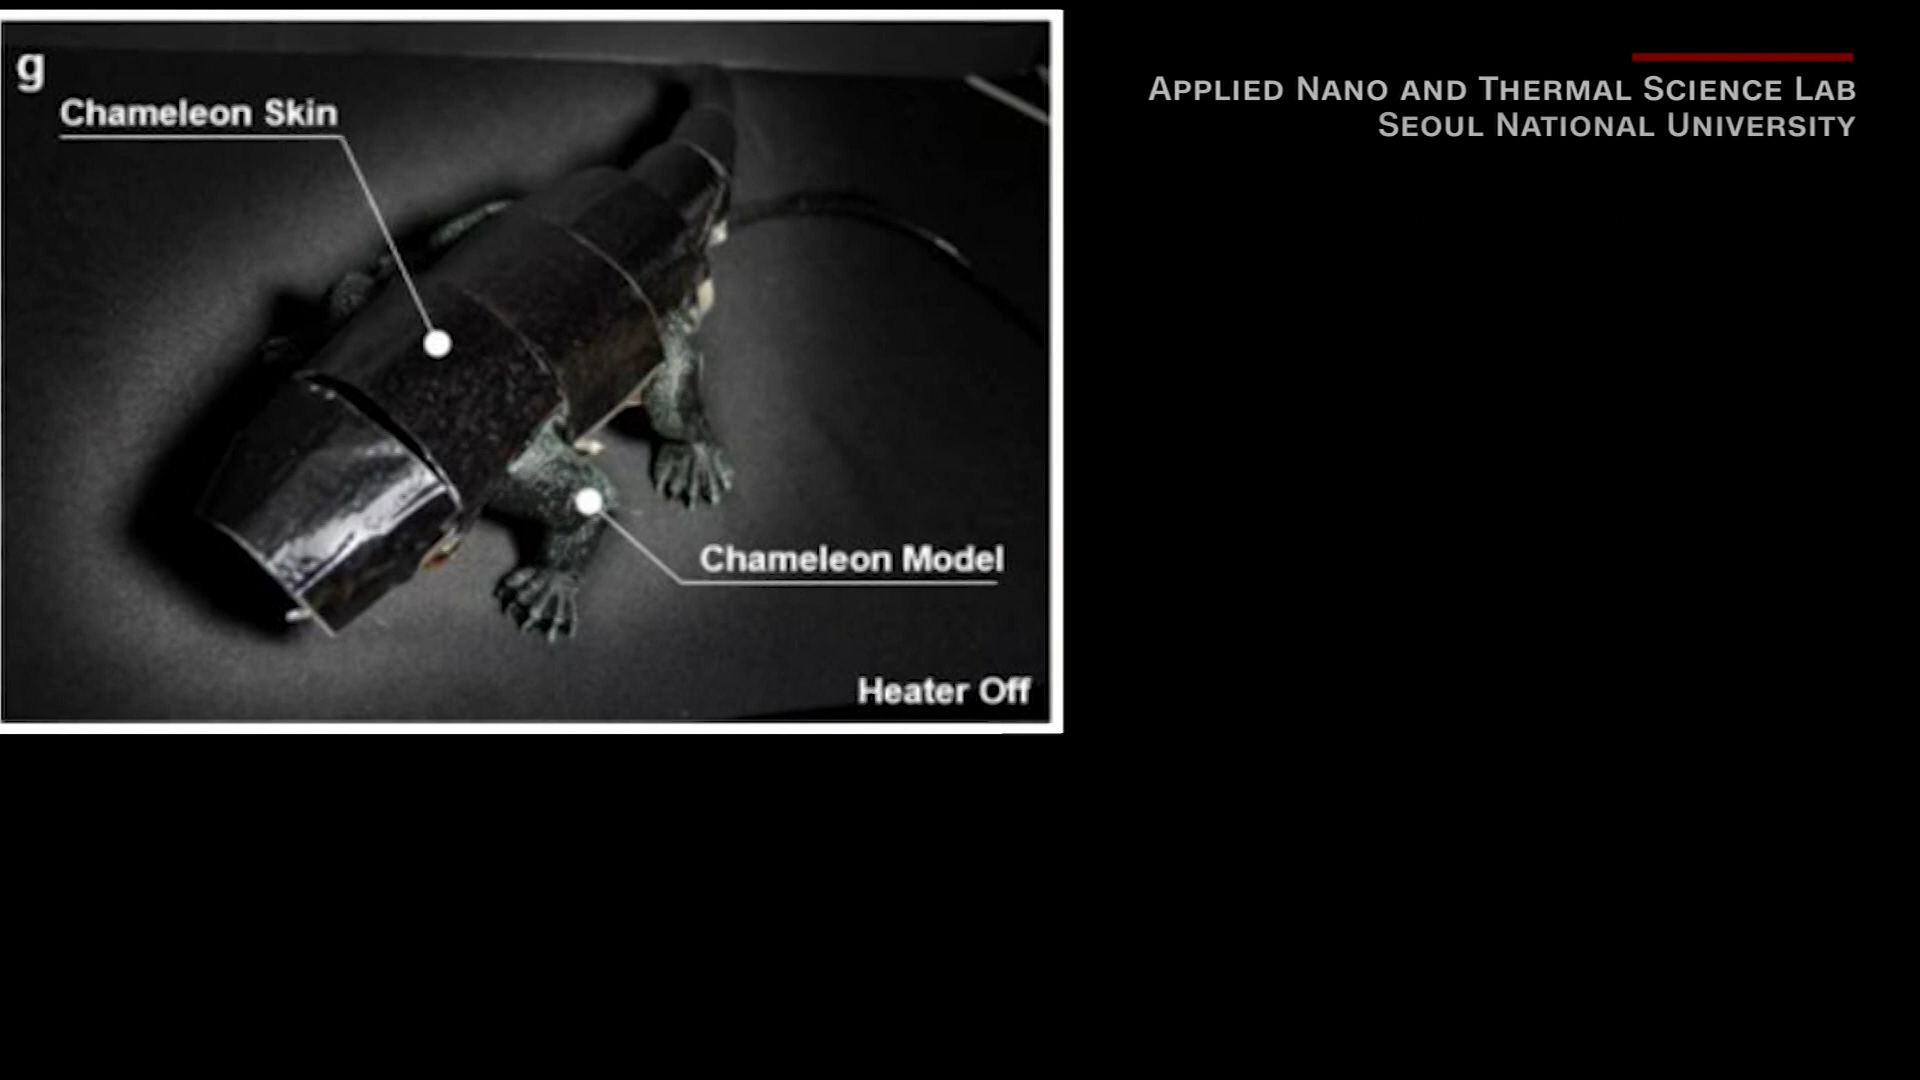 g
Chameleon Skin
Chameleon Model
Heater Off
APPLIED NANO AND THERMAL SCIENCE LAB
SEOUL NATIONAL UNIVERSITY